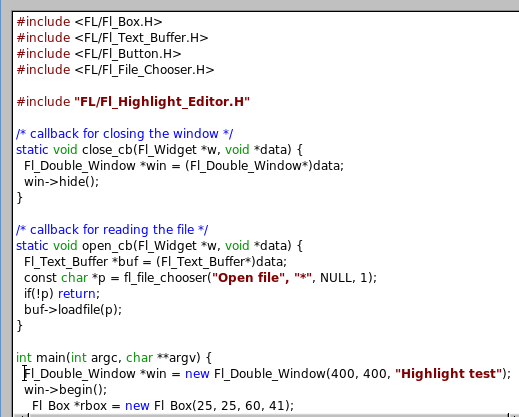 #include <FL/Fl_Box.H>
#include <FL/Fl_Text_Buffer.H>
#include <FL/Fl_Button.H>
#include <FL/Fl_File_Chooser.H>

#include "FL/Fl_Highlight_Editor.H"

/* callback for closing the window */
static void close_cb(Fl_Widget *w, void *data) {
  Fl_Double_Window *win = (Fl_Double_Window*)data;
  win->hide();
}

/* callback for reading the file */
static void open_cb(Fl_Widget *w, void *data) {
  Fl_Text_Buffer *buf = (Fl_Text_Buffer*)data;
  const char *p = fl_file_chooser("Open file", "*", NULL, 1);
  if(!p) return;
  buf->loadfile(p);
}

int main(int argc, char **argv) {
  Fl_Double_Window *win = new Fl_Double_Window(400, 400, "Highlight test");
  win->begin();
    Fl_Box *rbox = new Fl_Box(25, 25, 60, 41);